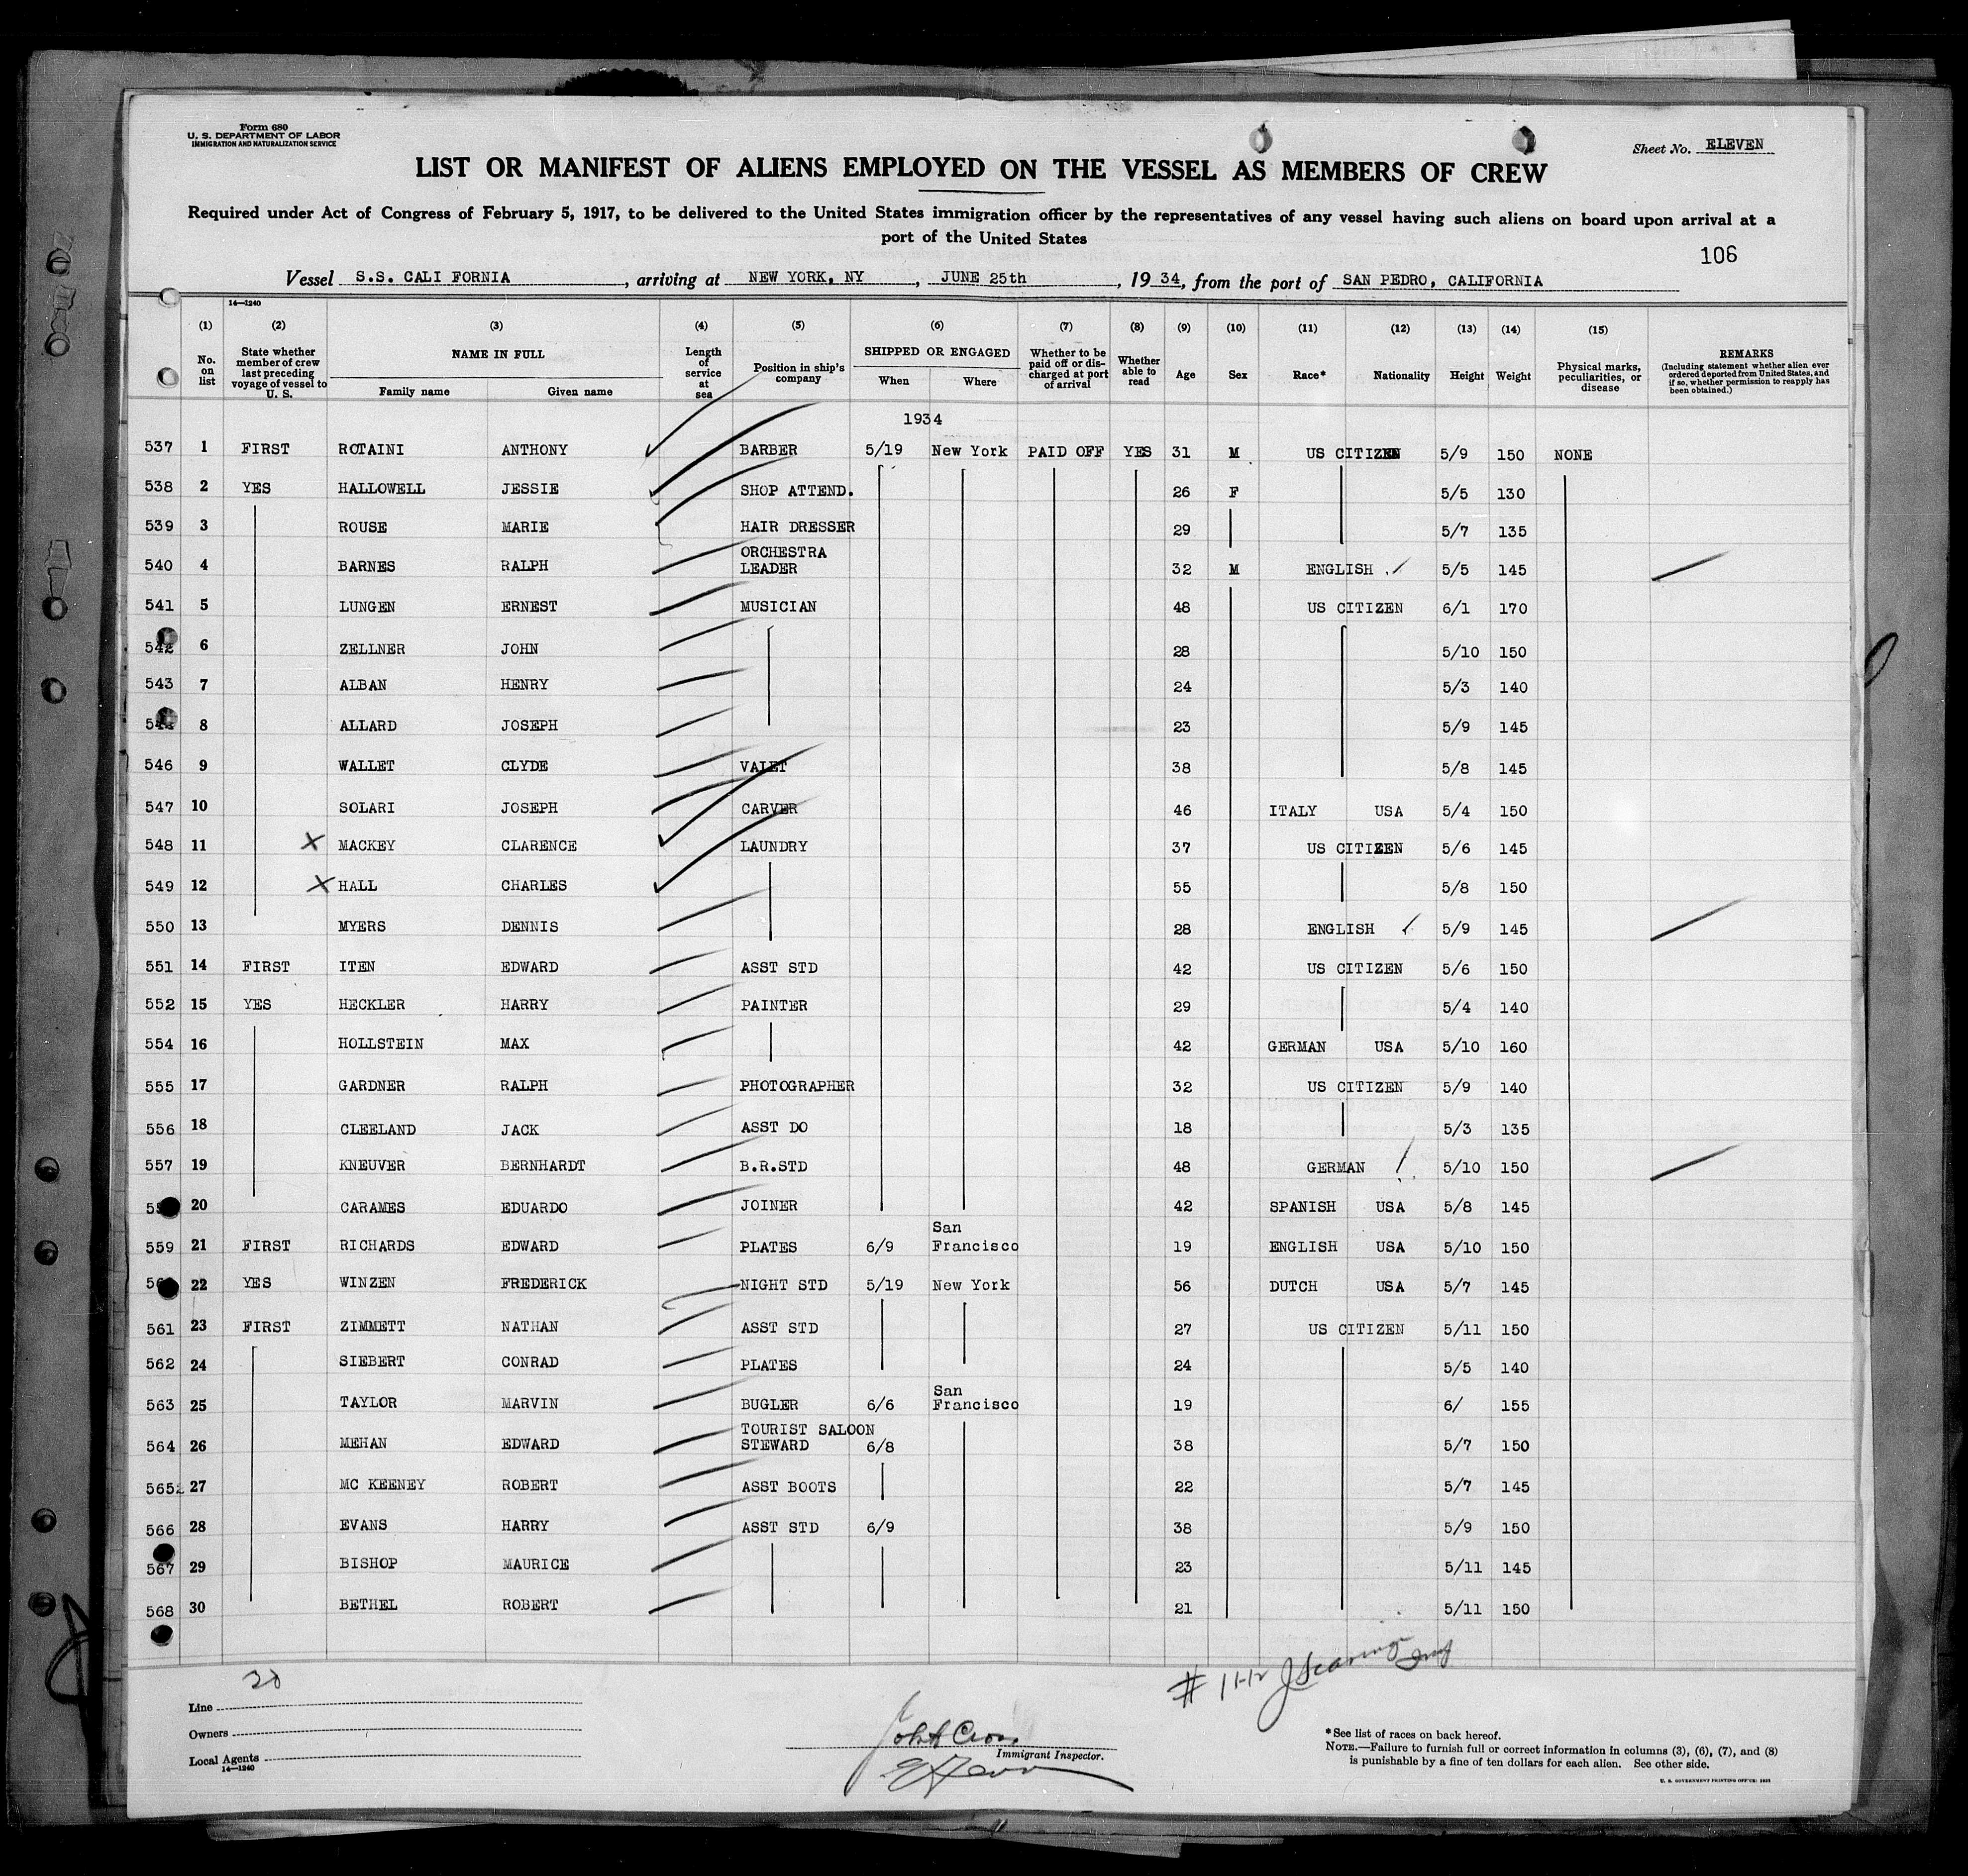 Form 680
U. S. DEPARTMENT OF LABOR
IMMIGRATION AND NATURALIZATION SERVICE
Sheet No. ELEVEN
LIST OR MANIFEST OF ALIENS EMPLOYED ON THE VESSEL AS MEMBERS OF CREW
Required under Act of Congress of February 5, 1917, to be delivered to the United States immigration officer by the representatives of any vessel having such aliens on board upon arrival at a
port of the United States
106
Vessel S.S. CALI FORNIA, arriving at NEW YORK, NY, JUNE 25th, 1934, from the port of SAN PEDRO, CALIFORNIA
14—1240
(1) (2) (3) (4) (5) (6) (7) (8) (9) (10) (11) (12) (13) (14) (15)
No. on list
State whether member of crew last preceding voyage of vessel to U. S.
NAME IN FULL
Family name Given name
Length of service at sea
Position in ship's company
SHIPPED OR ENGAGED
When Where
Whether to be paid off or discharged at port of arrival
Whether able to read
Age
Sex
Race*
Nationality
Height
Weight
Physical marks, peculiarities, or disease
REMARKS
(Including statement whether alien ever ordered deported from United States, and if so, whether permission to reapply has been obtained.)
1934
537 1 FIRST ROTAINI ANTHONY BARBER 5/19 New York PAID OFF YES 31 M US CITIZEN 5/9 150 NONE
538 2 YES HALLOWELL JESSIE SHOP ATTEND. 26 F 5/5 130
539 3 ROUSE MARIE HAIR DRESSER 29 5/7 135
540 4 BARNES RALPH ORCHESTRA LEADER 32 M ENGLISH 5/5 145
541 5 LUNGEN ERNEST MUSICIAN 48 US CITIZEN 6/1 170
542 6 ZELLNER JOHN 28 5/10 150
543 7 ALBAN HENRY 24 5/3 140
8 ALLARD JOSEPH 23 5/9 145
546 9 WALLET CLYDE VALET 38 5/8 145
547 10 SOLARI JOSEPH CARVER 46 ITALY USA 5/4 150
548 11 X MACKEY CLARENCE LAUNDRY 37 US CITIZEN 5/6 145
549 12 X HALL CHARLES 55 5/8 150
550 13 MYERS DENNIS 28 ENGLISH 5/9 145
551 14 FIRST ITEN EDWARD ASST STD 42 US CITIZEN 5/6 150
552 15 YES HECKLER HARRY PAINTER 29 5/4 140
554 16 HOLLSTEIN MAX 42 GERMAN USA 5/10 160
555 17 GARDNER RALPH PHOTOGRAPHER 32 US CITIZEN 5/9 140
556 18 CLEELAND JACK ASST DO 18 5/3 135
557 19 KNEUVER BERNHARDT B.R.STD 48 GERMAN 5/10 150
20 CARAMES EDUARDO JOINER 42 SPANISH USA 5/8 145
559 21 FIRST RICHARDS EDWARD PLATES 6/9 San Francisco 19 ENGLISH USA 5/10 150
22 YES WINZEN FREDERICK NIGHT STD 5/19 New York 56 DUTCH USA 5/7 145
561 23 FIRST ZIMMETT NATHAN ASST STD 27 US CITIZEN 5/11 150
562 24 SIEBERT CONRAD PLATES 24 5/5 140
563 25 TAYLOR MARVIN BUGLER 6/6 San Francisco 19 6/ 155
564 26 MEHAN EDWARD TOURIST SALOON STEWARD 6/8 38 5/7 150
565 27 MC KEENEY ROBERT ASST BOOTS 22 5/7 145
566 28 EVANS HARRY ASST STD 6/9 38 5/9 150
567 29 BISHOP MAURICE 23 5/11 145
568 30 BETHEL ROBERT 21 5/11 150
# 11-12
Line
Owners
Local Agents
14—1240
Immigrant Inspector.
*See list of races on back hereof.
NOTE.—Failure to furnish full or correct information in columns (3), (6), (7), and (8)
is punishable by a fine of ten dollars for each alien. See other side.
U. S. GOVERNMENT PRINTING OFFICE: 1931